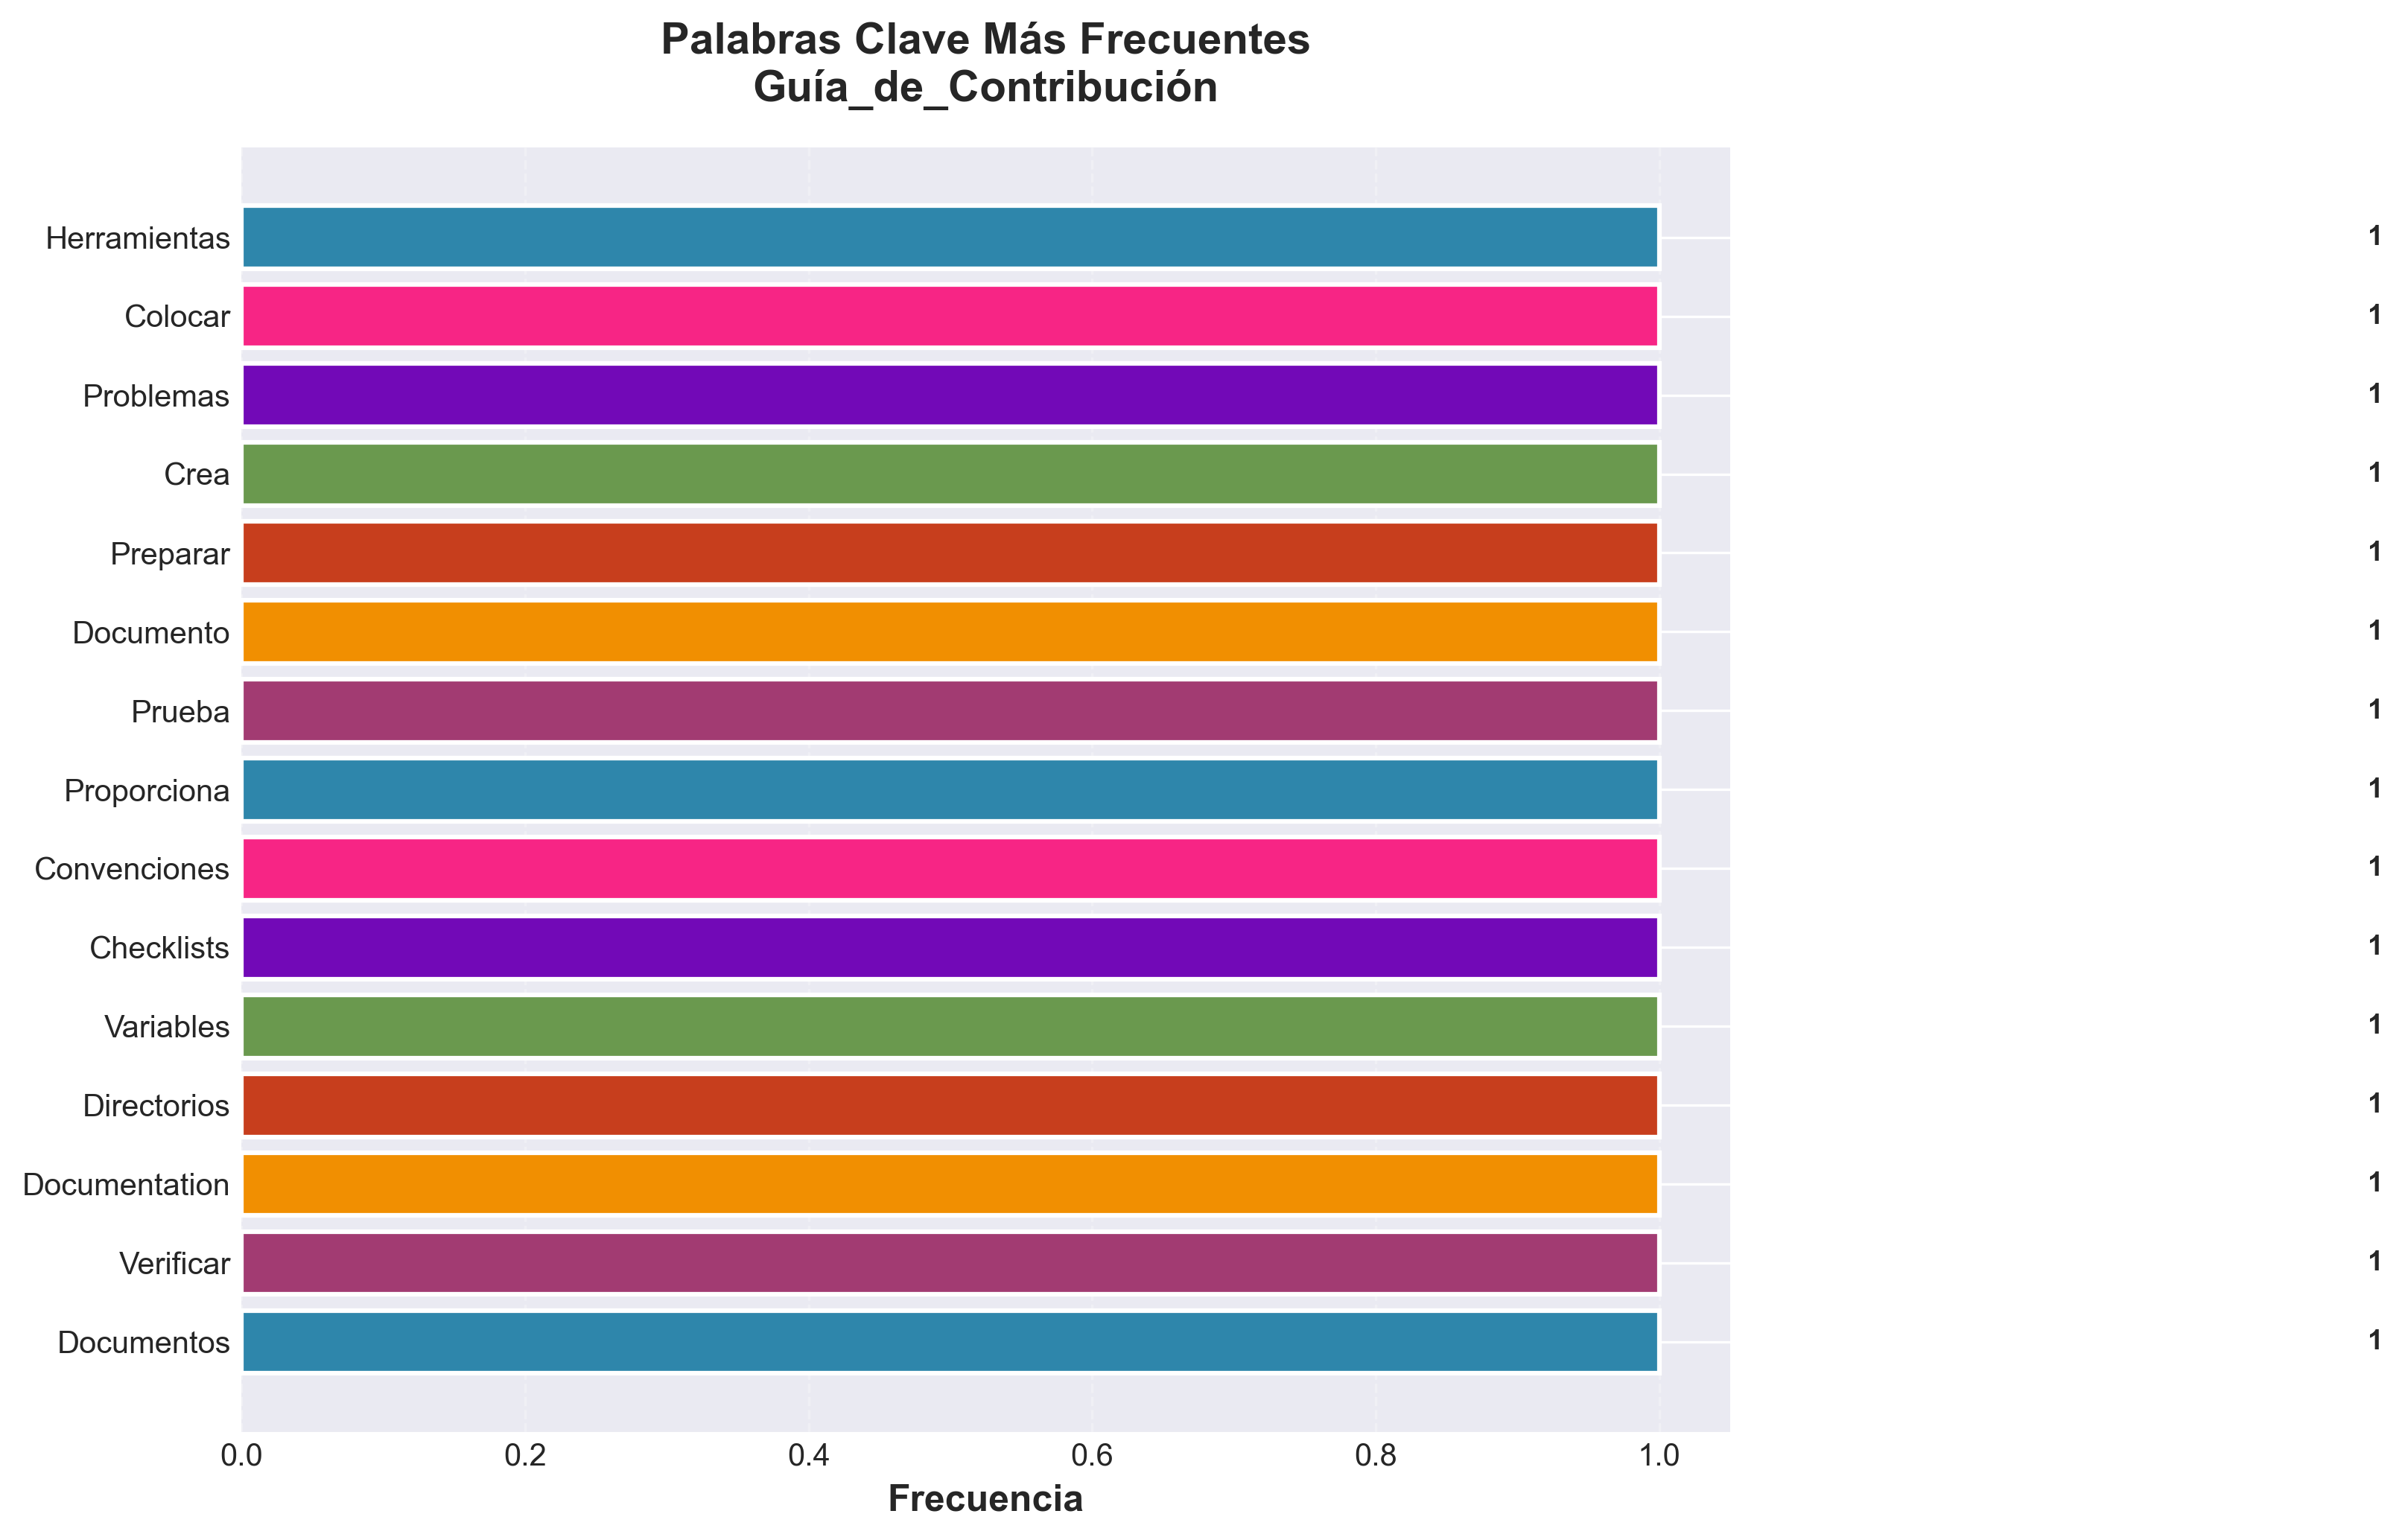 Palabras Clave Más Frecuentes
Guía_de_Contribución
Herramientas 1
Colocar 1
Problemas 1
Crea 1
Preparar 1
Documento 1
Prueba 1
Proporciona 1
Convenciones 1
Checklists 1
Variables 1
Directorios 1
Documentation 1
Verificar 1
Documentos 1
0.0 0.2 0.4 0.6 0.8 1.0
Frecuencia